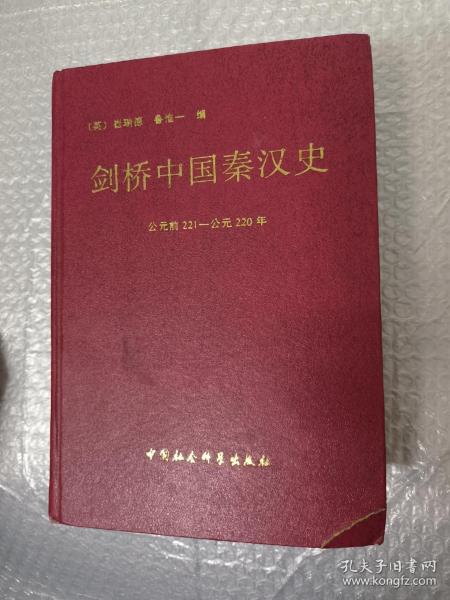 〔英〕崔瑞德 鲁惟一 编
剑桥中国秦汉史
公元前221—公元220年
中国社会科学出版社
孔夫子旧书网
www.kongfz.com